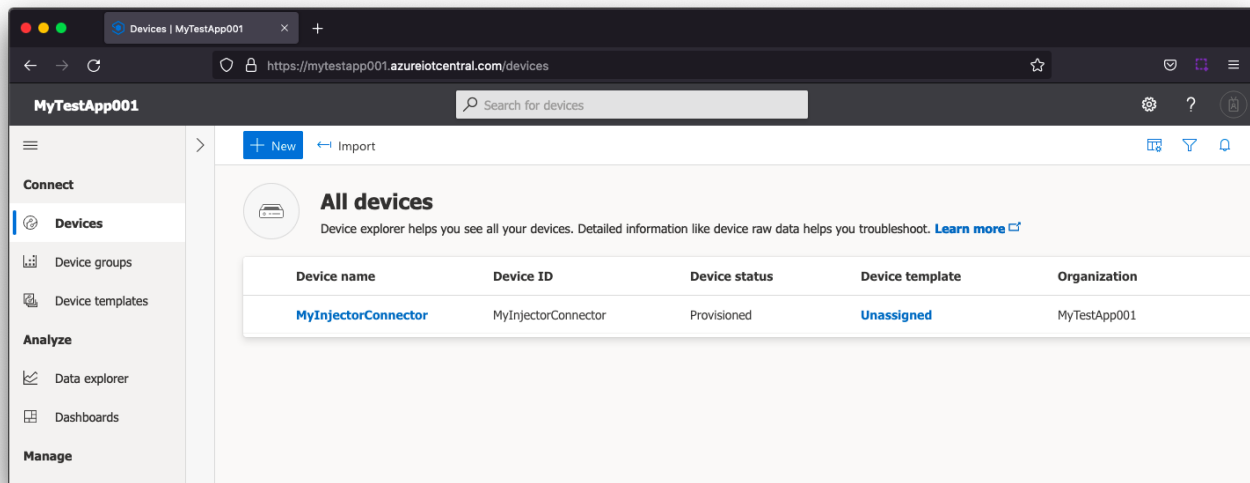 Devices | MyTestApp001
https://mytestapp001.azureiotcentral.com/devices
MyTestApp001
Search for devices
New
Import
Connect
Devices
Device groups
Device templates
Analyze
Data explorer
Dashboards
Manage
All devices
Device explorer helps you see all your devices. Detailed information like device raw data helps you troubleshoot. Learn more
Device name Device ID Device status Device template Organization
MyInjectorConnector MyInjectorConnector Provisioned Unassigned MyTestApp001